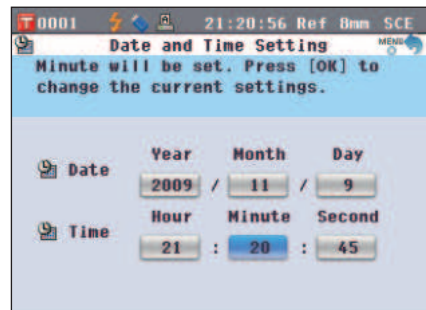 T 0001 21:20:56 Ref 8mm SCE
Date and Time Setting MENU
Minute will be set. Press [OK] to
change the current settings.
Year Month Day
Date 2009 / 11 / 9
Hour Minute Second
Time 21 : 20 : 45